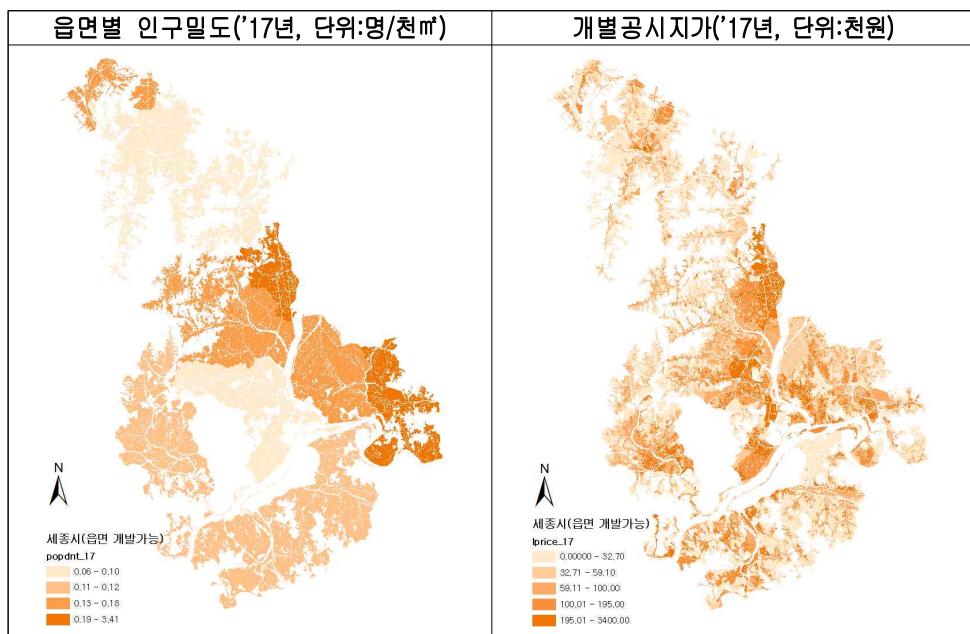 읍면별 인구밀도('17년, 단위:명/천㎡)
개별공시지가('17년, 단위:천원)
N
세종시(읍면 개발가능)
popdnt_17
0,06 - 0,10
0,11 - 0,12
0,13 - 0,18
0,19 - 3,41
N
세종시(읍면 개발가능)
lprice_17
0,00000 - 32,70
32,71 - 59,10
59,11 - 100,00
100,01 - 195,00
195,01 - 3400,00